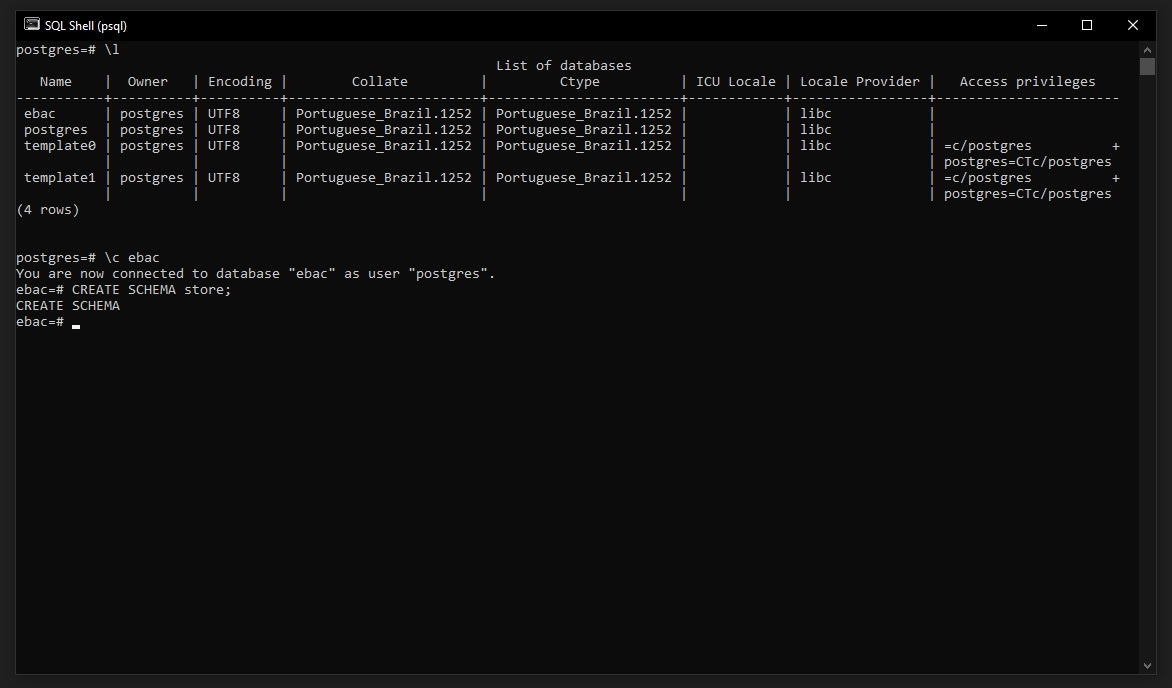 SQL Shell (psql)
postgres=# \l
                                                            List of databases
   Name    |  Owner   | Encoding |        Collate         |         Ctype          | ICU Locale | Locale Provider |   Access privileges
-----------+----------+----------+------------------------+------------------------+------------+-----------------+-----------------------
 ebac      | postgres | UTF8     | Portuguese_Brazil.1252 | Portuguese_Brazil.1252 |            | libc            |
 postgres  | postgres | UTF8     | Portuguese_Brazil.1252 | Portuguese_Brazil.1252 |            | libc            |
 template0 | postgres | UTF8     | Portuguese_Brazil.1252 | Portuguese_Brazil.1252 |            | libc            | =c/postgres          +
           |          |          |                        |                        |            |                 | postgres=CTc/postgres
 template1 | postgres | UTF8     | Portuguese_Brazil.1252 | Portuguese_Brazil.1252 |            | libc            | =c/postgres          +
           |          |          |                        |                        |            |                 | postgres=CTc/postgres
(4 rows)
postgres=# \c ebac
You are now connected to database "ebac" as user "postgres".
ebac=# CREATE SCHEMA store;
CREATE SCHEMA
ebac=#